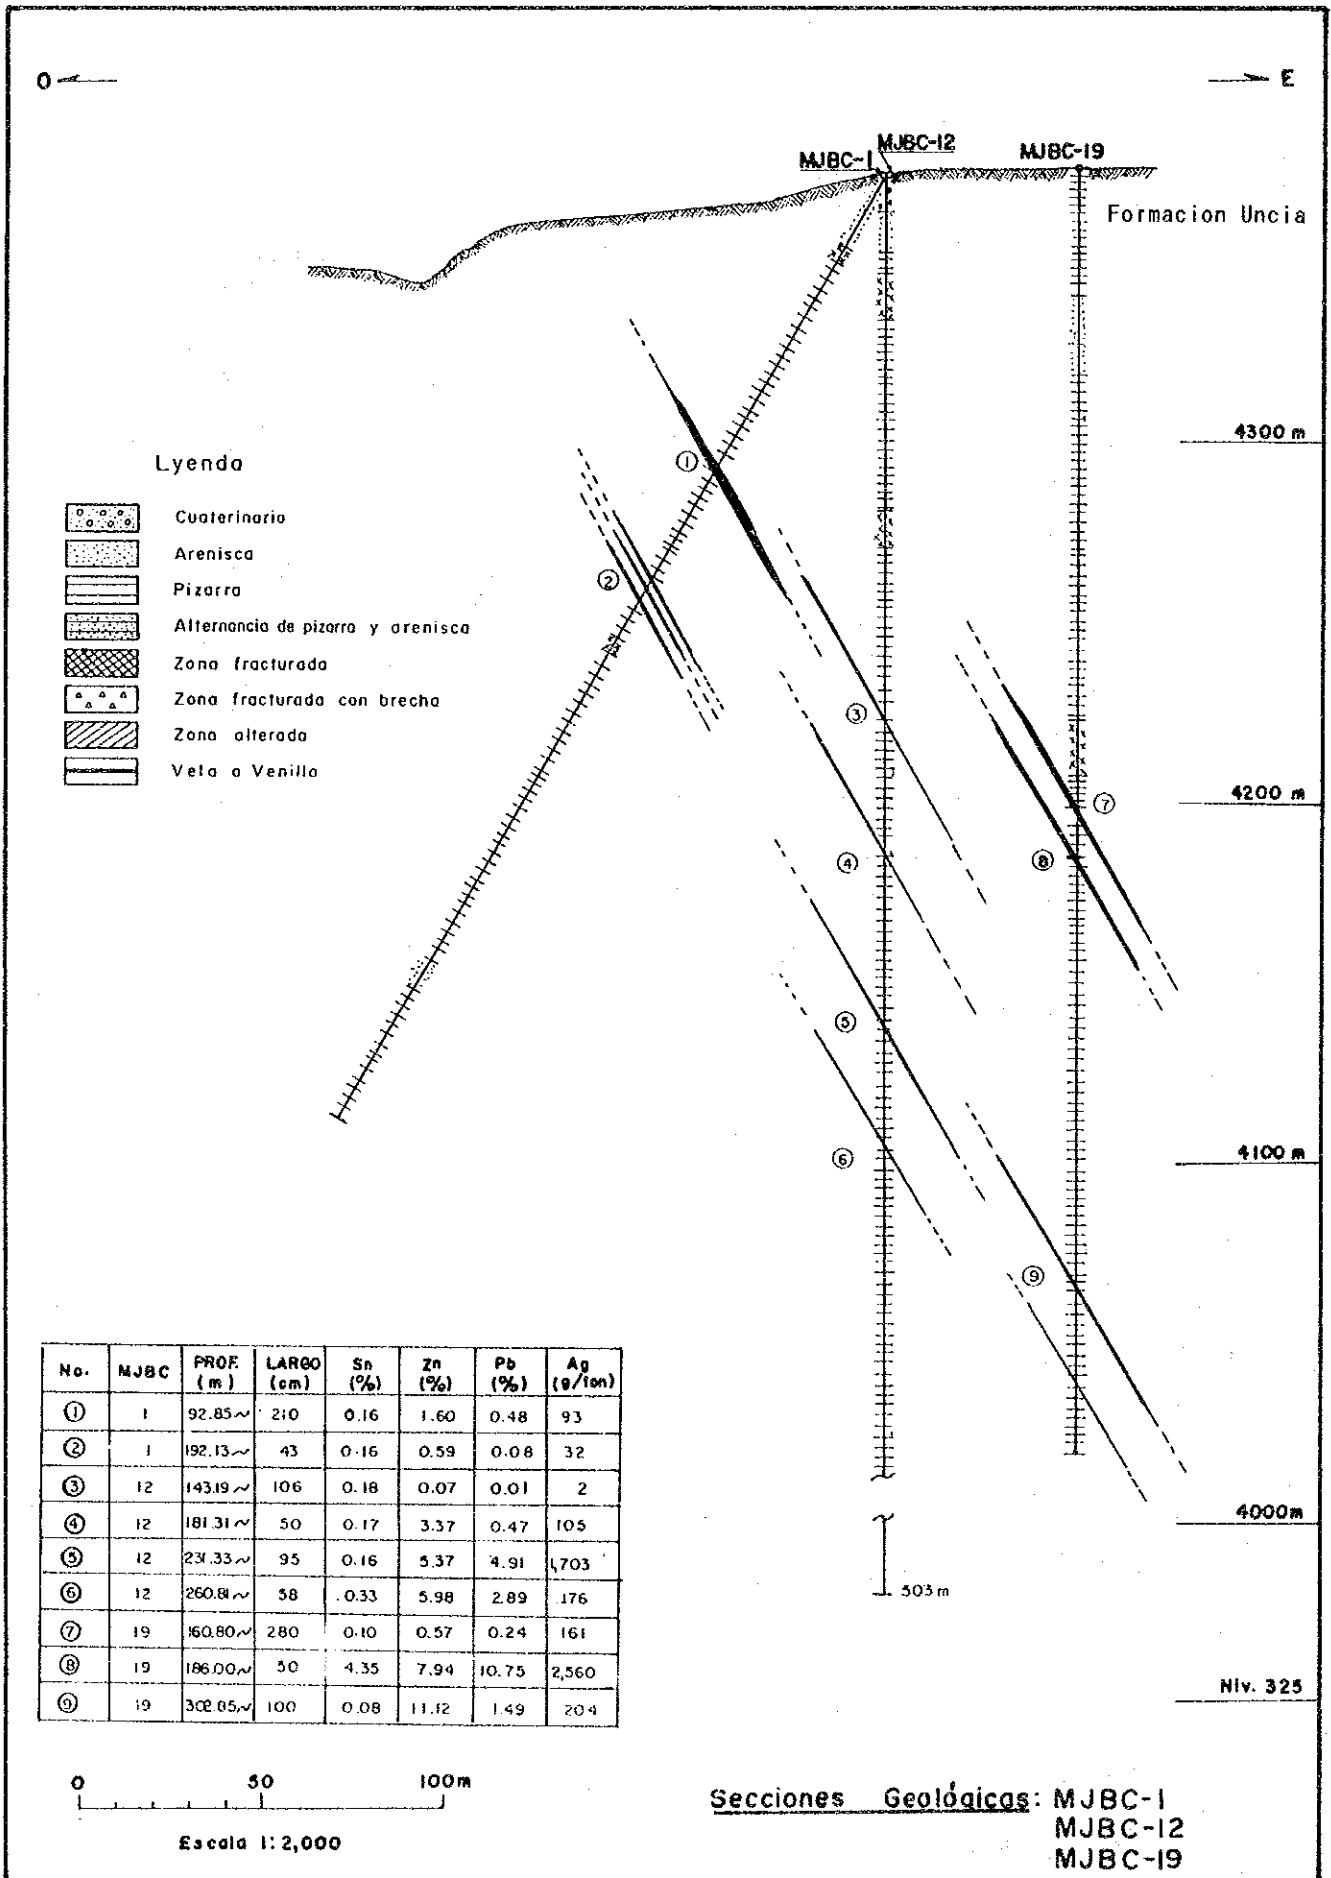 O E
MJBC-1 MJBC-12 MJBC-19
Formacion Uncia
4300 m
Lyenda
Cuaterinario
Arenisca
Pizarra
Alternancia de pizarra y arenisca
Zona fracturada
Zona fracturada con brecha
Zona alterada
Veta o Venilla
①
②
③
④
⑤
⑥
⑦
⑧
⑨
4200 m
4100 m
4000m
503 m
Niv. 325
No. MJBC PROF. (m) LARGO (cm) Sn (%) Zn (%) Pb (%) Ag (g/ton)
① 1 92.85~ 210 0.16 1.60 0.48 93
② 1 192.13~ 43 0.16 0.59 0.08 32
③ 12 143.19~ 106 0.18 0.07 0.01 2
④ 12 181.31~ 50 0.17 3.37 0.47 105
⑤ 12 231.33~ 95 0.16 5.37 4.91 1,703
⑥ 12 260.81~ 58 0.33 5.98 2.89 176
⑦ 19 160.80~ 280 0.10 0.57 0.24 161
⑧ 19 186.00~ 50 4.35 7.94 10.75 2,560
⑨ 19 302.85~ 100 0.08 11.12 1.49 204
0 50 100m
Escala 1:2,000
Secciones Geológicas: MJBC-1
MJBC-12
MJBC-19